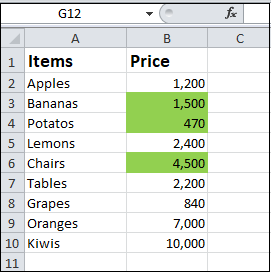 G12 fx
A B C
1 Items Price
2 Apples 1,200
3 Bananas 1,500
4 Potatos 470
5 Lemons 2,400
6 Chairs 4,500
7 Tables 2,200
8 Grapes 840
9 Oranges 7,000
10 Kiwis 10,000
11